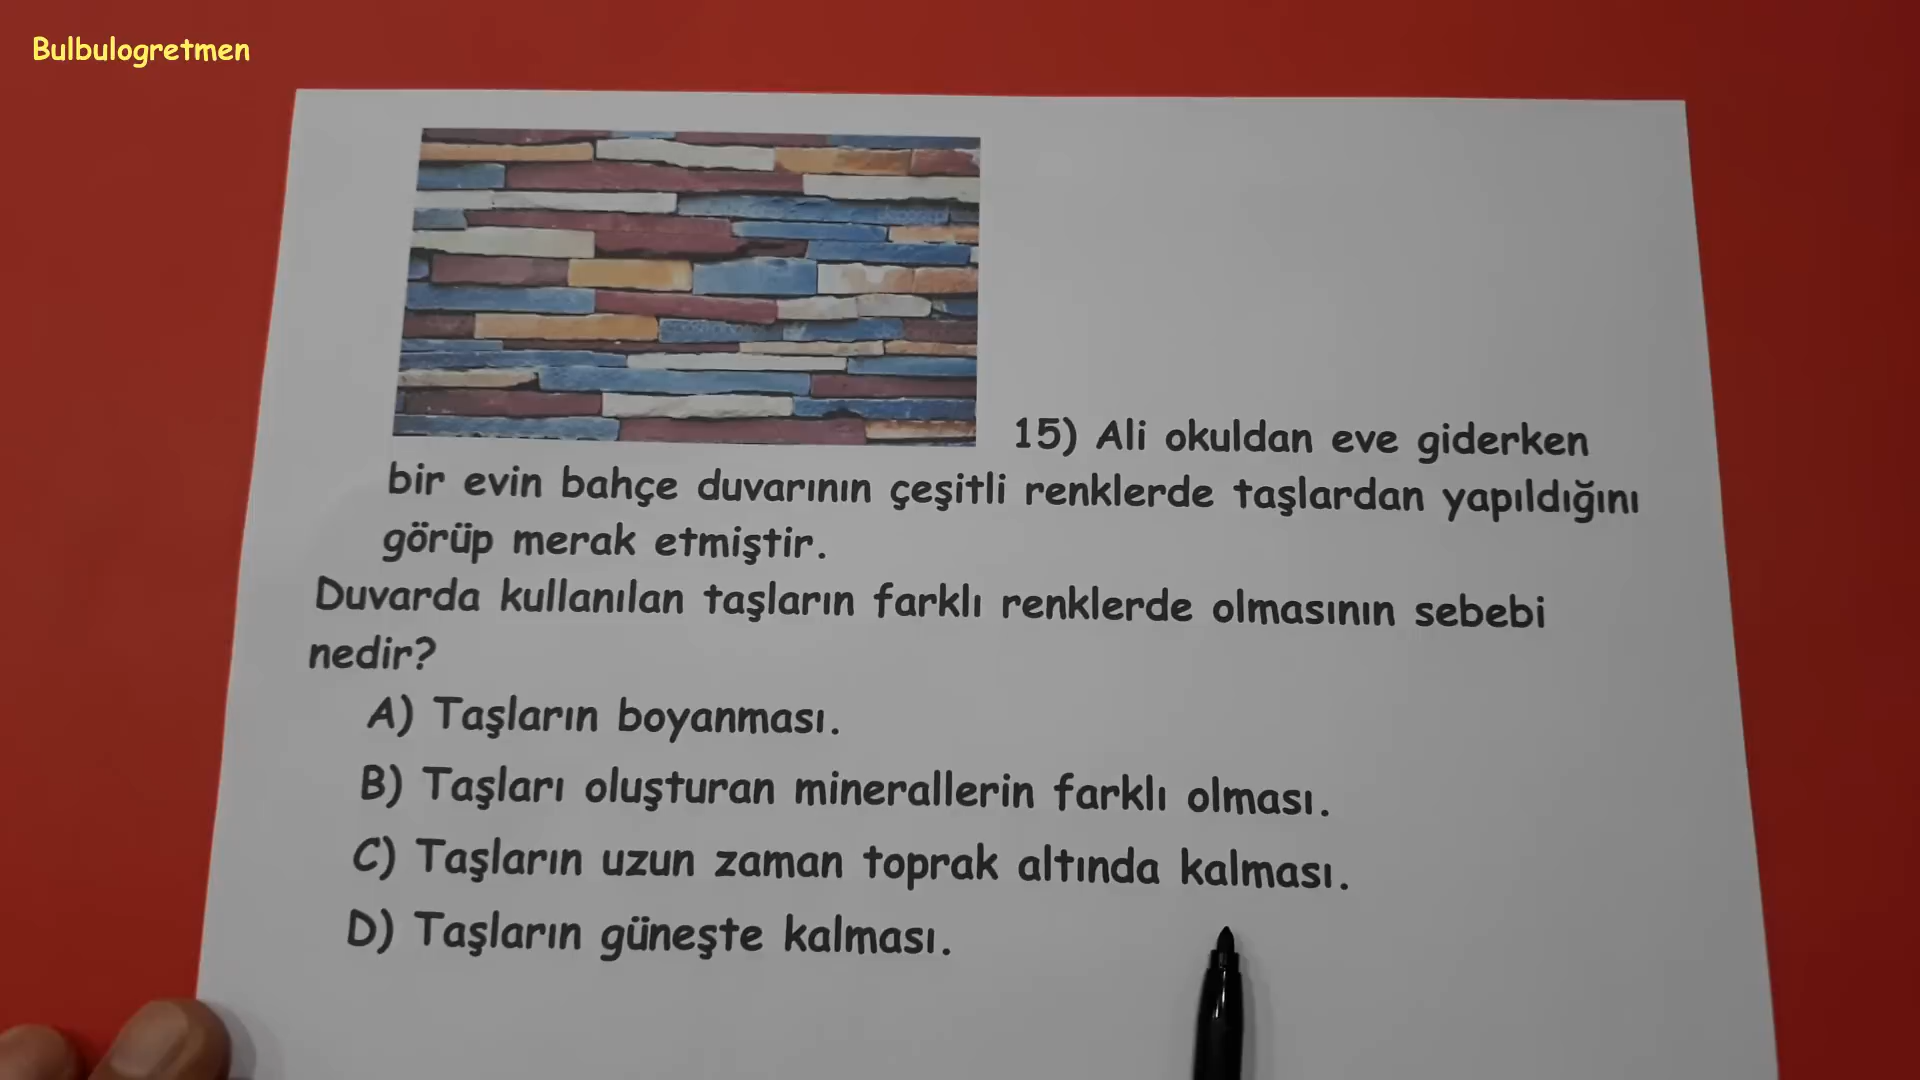 Bulbulogretmen
15) Ali okuldan eve giderken
bir evin bahçe duvarının çeşitli renklerde taşlardan yapıldığını
görüp merak etmiştir.
Duvarda kullanılan taşların farklı renklerde olmasının sebebi
nedir?
A) Taşların boyanması.
B) Taşları oluşturan minerallerin farklı olması.
C) Taşların uzun zaman toprak altında kalması.
D) Taşların güneşte kalması.